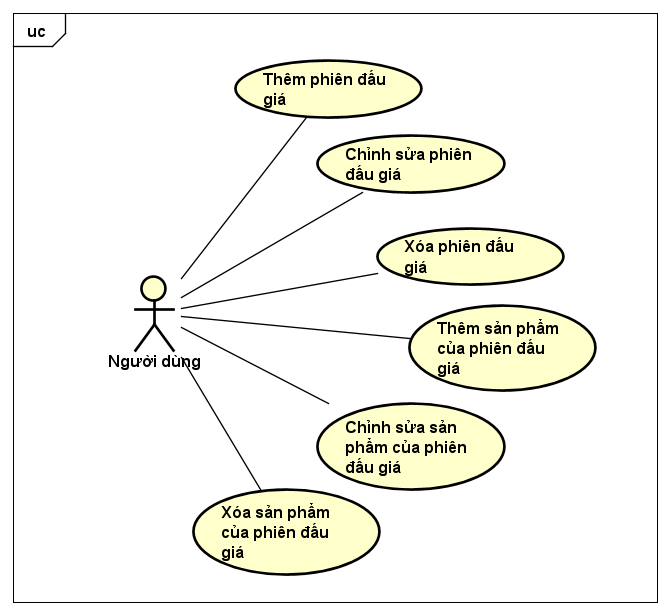 uc
Thêm phiên đấu
giá
Chỉnh sửa phiên
đấu giá
Xóa phiên đấu
giá
Thêm sản phẩm
của phiên đấu
giá
Người dùng
Chỉnh sửa sản
phẩm của phiên
đấu giá
Xóa sản phẩm
của phiên đấu
giá